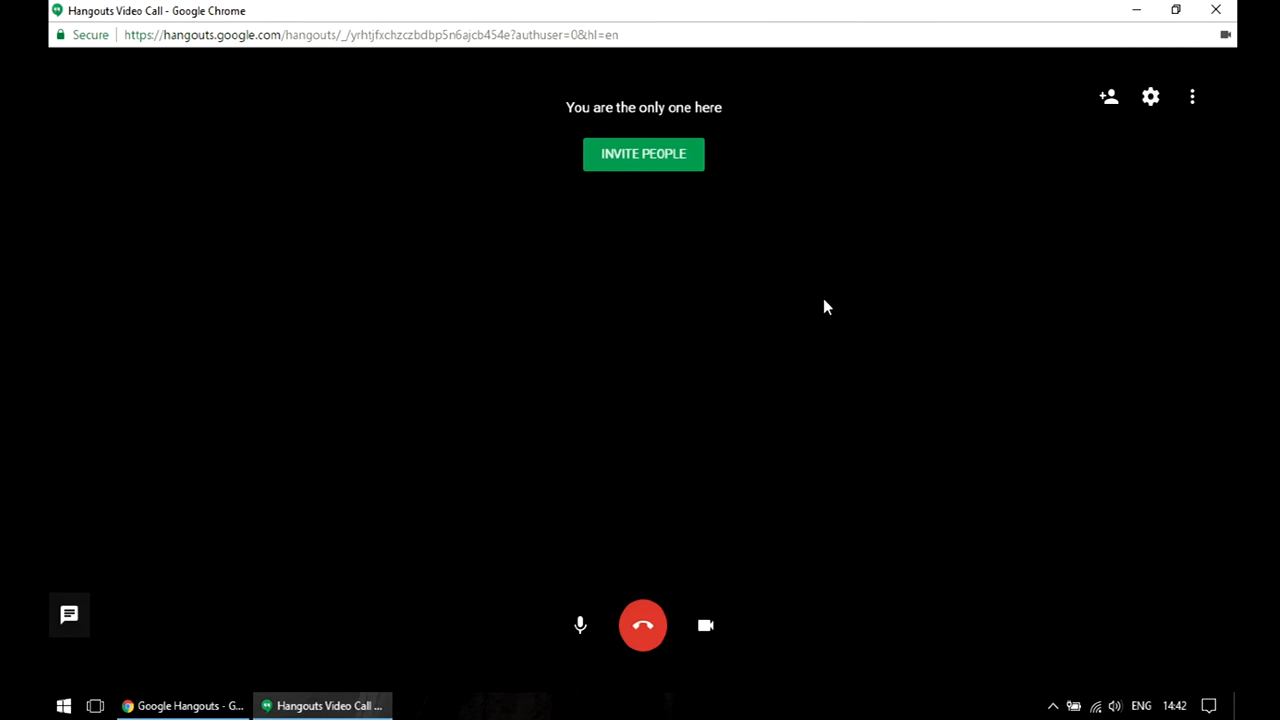 Hangouts Video Call - Google Chrome
Secure
https://hangouts.google.com/hangouts/_/yrhtjfxchzczbdbp5n6ajcb454e?authuser=0&hl=en
You are the only one here
INVITE PEOPLE
Google Hangouts - G...
Hangouts Video Call ...
ENG
14:42